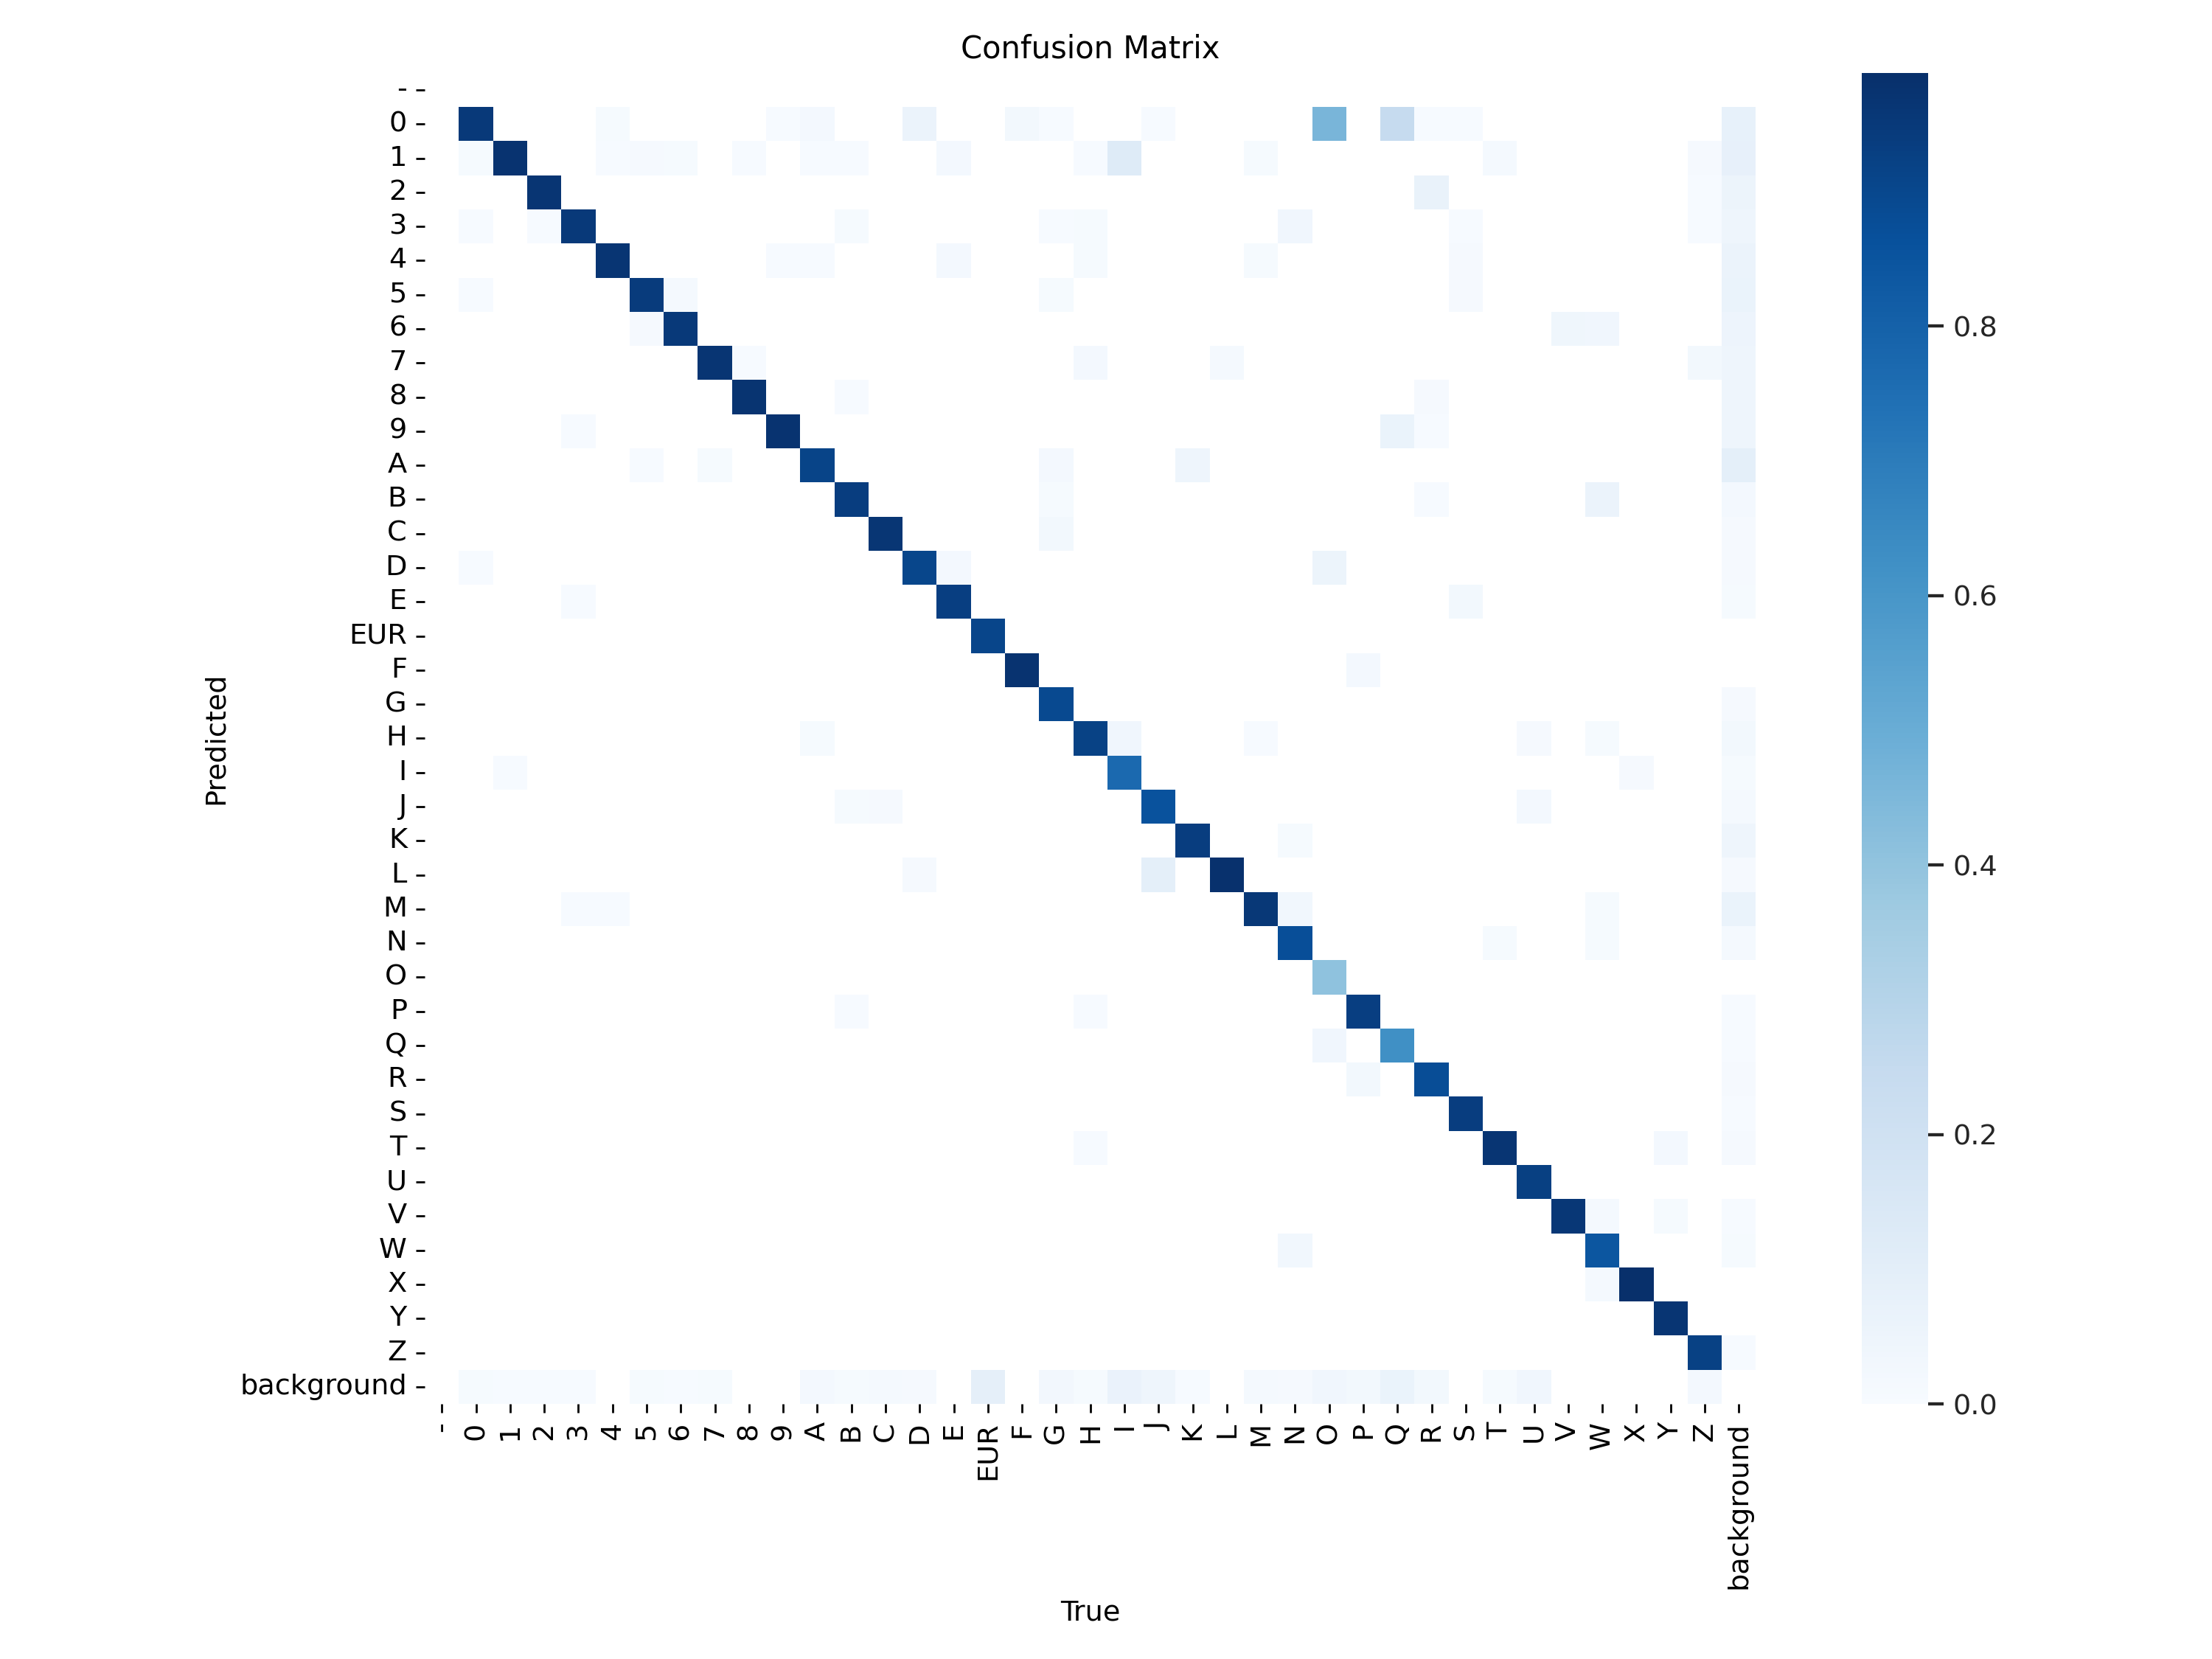 Confusion Matrix
-
0
1
2
3
4
5
6
7
8
9
A
B
C
D
E
EUR
F
G
H
I
J
K
L
M
N
O
P
Q
R
S
T
U
V
W
X
Y
Z
background
Predicted
- 0 1 2 3 4 5 6 7 8 9 A B C D E EUR F G H I J K L M N O P Q R S T U V W X Y Z background
True
0.8
0.6
0.4
0.2
0.0